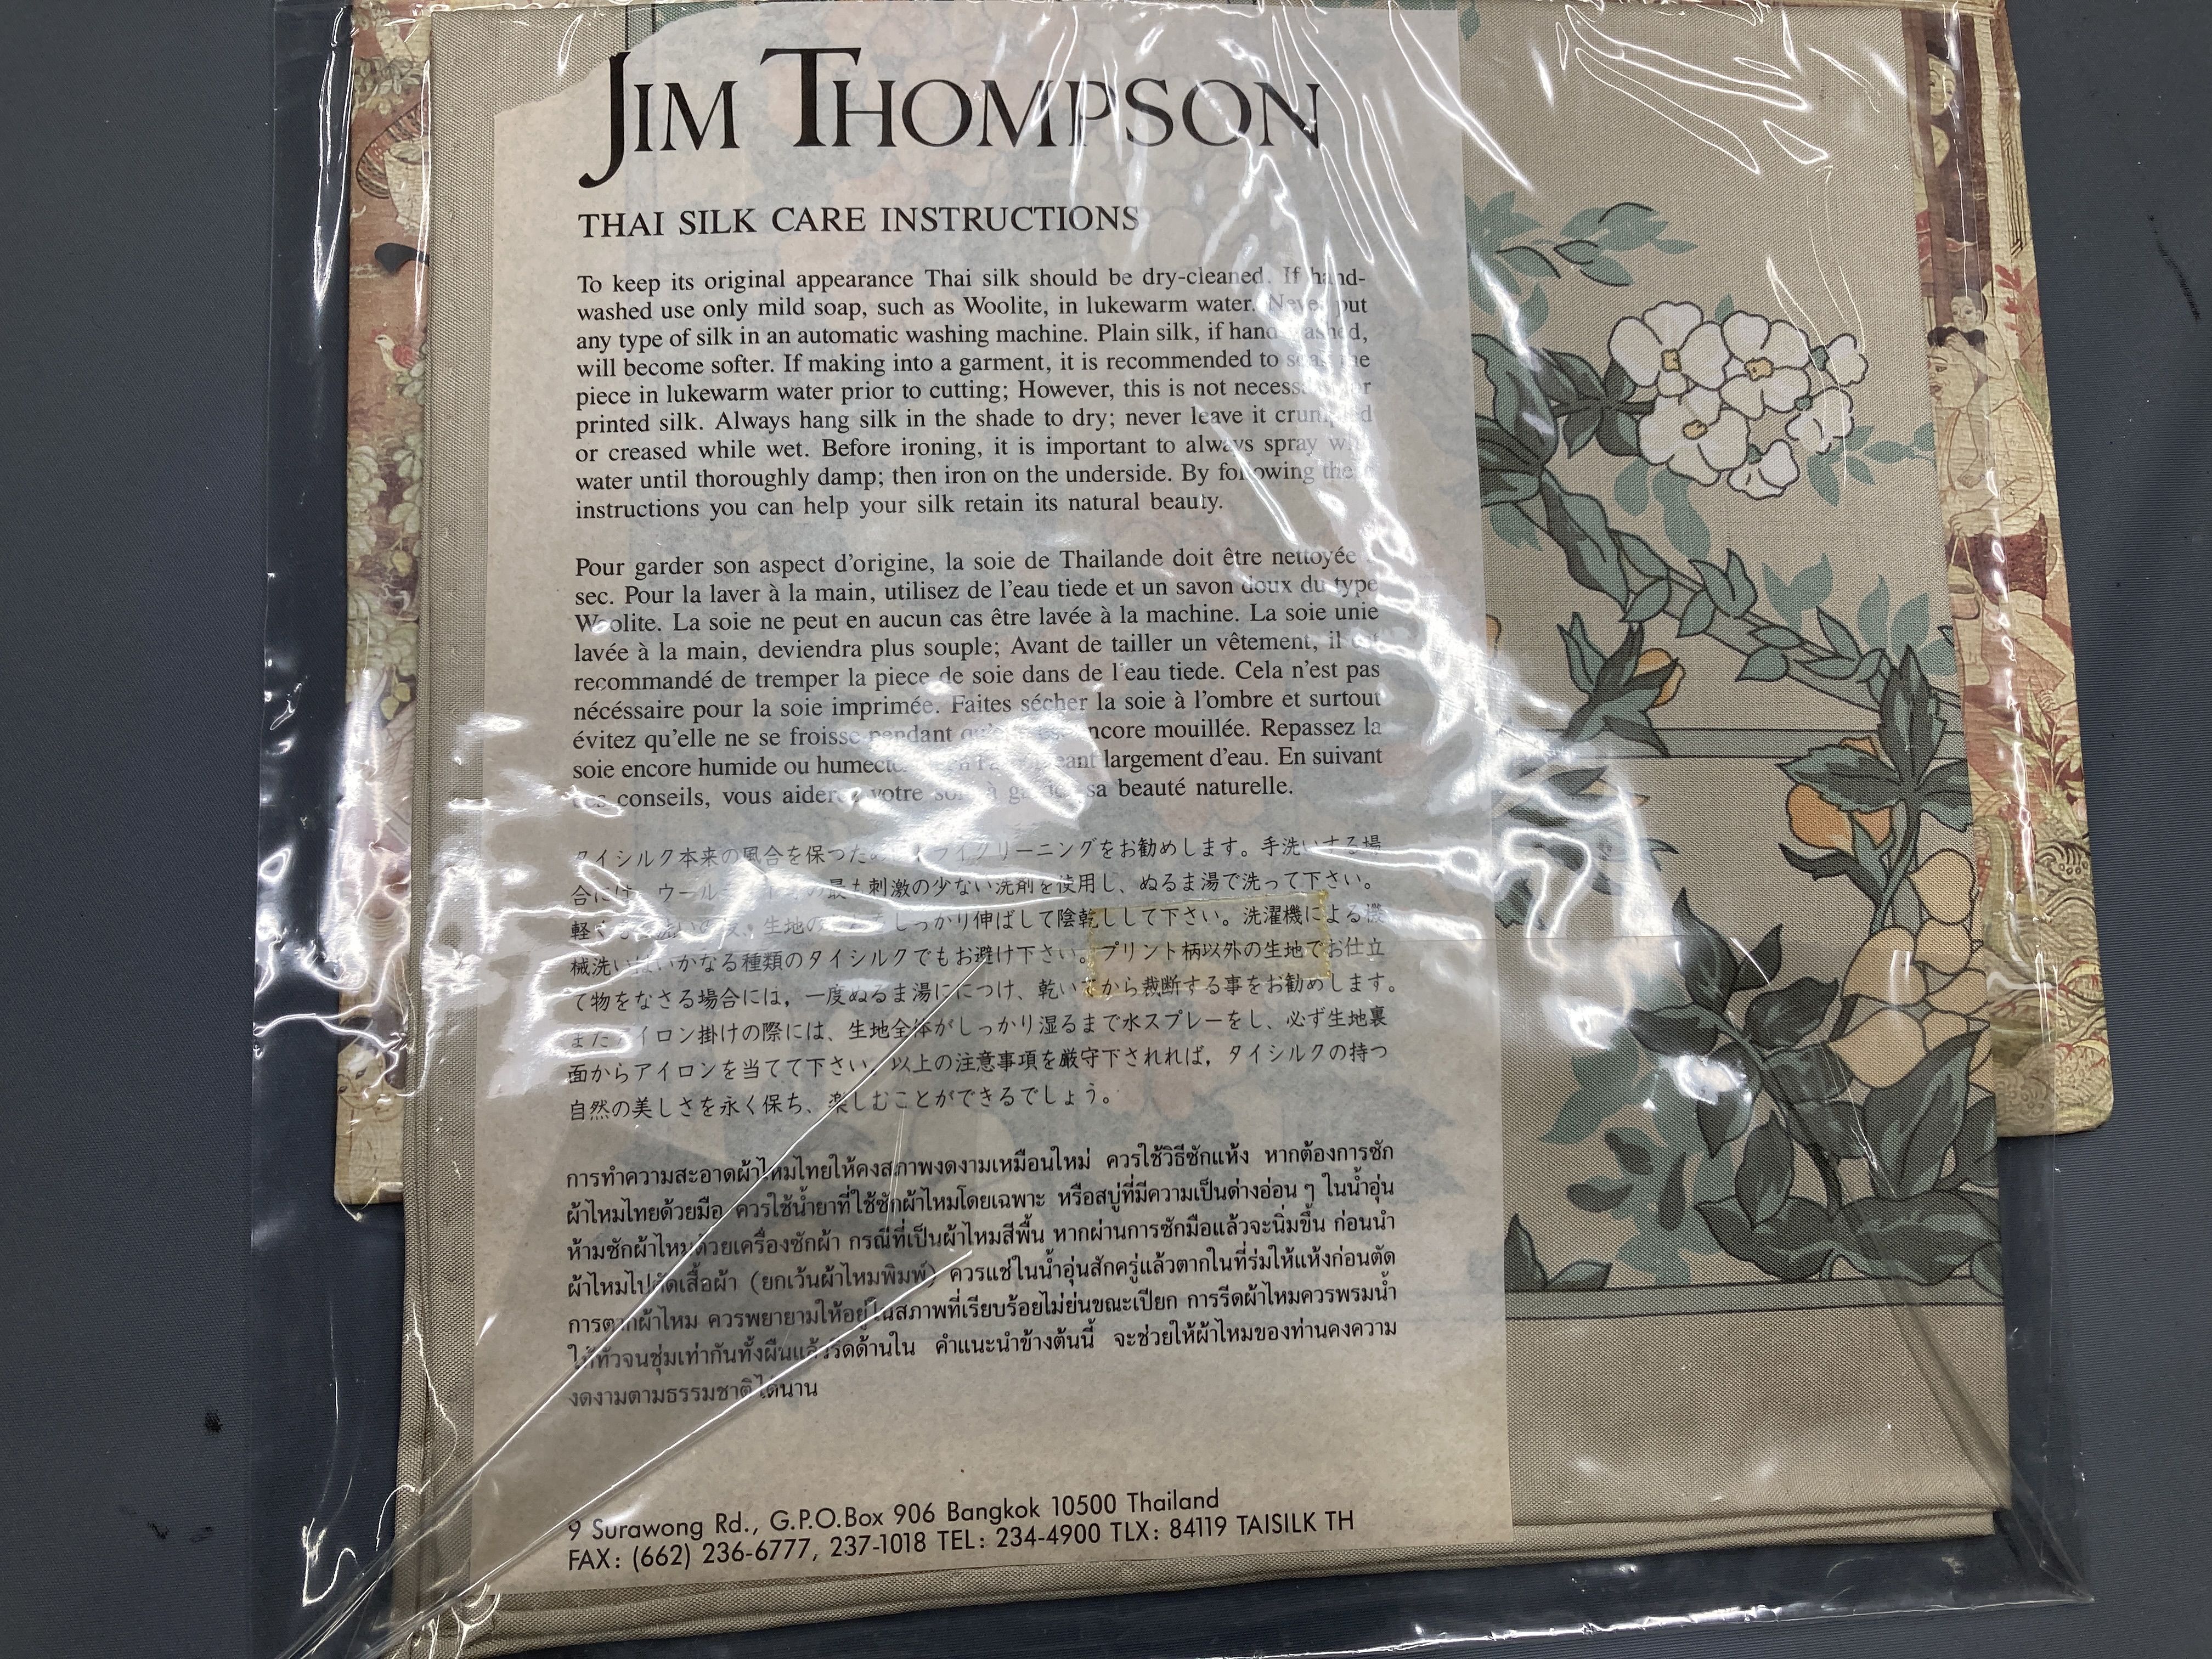 JIM THOMPSON
THAI SILK CARE INSTRUCTIONS
To keep its original appearance Thai silk should be dry-cleaned. If hand-
washed use only mild soap, such as Woolite, in lukewarm water. Never put
any type of silk in an automatic washing machine. Plain silk, if hand washed,
will become softer. If making into a garment, it is recommended to soak the
piece in lukewarm water prior to cutting; However, this is not necessary for
printed silk. Always hang silk in the shade to dry; never leave it crumpled
or creased while wet. Before ironing, it is important to always spray with
water until thoroughly damp; then iron on the underside. By following these
instructions you can help your silk retain its natural beauty.
Pour garder son aspect d'origine, la soie de Thailande doit être nettoyée
sec. Pour la laver à la main, utilisez de l'eau tiede et un savon doux du type
Woolite. La soie ne peut en aucun cas être lavée à la machine. La soie unie
lavée à la main, deviendra plus souple; Avant de tailler un vêtement, il est
recommandé de tremper la piece de soie dans de l'eau tiede. Cela n'est pas
nécéssaire pour la soie imprimée. Faites sécher la soie à l'ombre et surtout
évitez qu'elle ne se froisse pendant encore mouillée. Repassez la
soie encore humide ou largement d'eau. En suivant
ces conseils, vous aiderez votre soie à garder sa beauté naturelle.
タイシルク本来の風合を保つためにドライクリーニングをお勧めします。手洗いする場
合には、ウール の最も刺激の少ない洗剤を使用し、ぬるま湯で洗って下さい。
生地の しっかり伸ばして陰乾しして下さい。洗濯機による機
械洗いはいかなる種類のタイシルクでもお避け下さい。プリント柄以外の生地でお仕立
て物をなさる場合には，一度ぬるま湯ににつけ、乾いてから裁断する事をお勧めします。
またアイロン掛けの際には、生地全体がしっかり湿るまで水スプレーをし、必ず生地裏
面からアイロンを当てて下さい。以上の注意事項を厳守下されれば，タイシルクの持つ
自然の美しさを永く保ち、楽しむことができるでしょう。
การทำความสะอาดผ้าไหมไทยให้คงสภาพงดงามเหมือนใหม่ ควรใช้วิธีซักแห้ง หากต้องการซัก
ผ้าไหมไทยด้วยมือ ควรใช้น้ำยาที่ใช้ซักผ้าไหมโดยเฉพาะ หรือสบู่ที่มีความเป็นด่างอ่อน ๆ ในน้ำอุ่น
ห้ามซักผ้าไหมด้วยเครื่องซักผ้า กรณีที่เป็นผ้าไหมสีพื้น หากผ่านการซักมือแล้วจะนิ่มขึ้น ก่อนนำ
ผ้าไหมไปตัดเสื้อผ้า (ยกเว้นผ้าไหมพิมพ์) ควรแช่ในน้ำอุ่นสักครู่แล้วตากในที่ร่มให้แห้งก่อนตัด
การตากผ้าไหม ควรพยายามให้อยู่ในสภาพที่เรียบร้อยไม่ย่นขณะเปียก การรีดผ้าไหมควรพรมน้ำ
ให้ทั่วจนชุ่มเท่ากันทั้งผืนแล้วรีดด้านใน คำแนะนำข้างต้นนี้ จะช่วยให้ผ้าไหมของท่านคงความ
งดงามตามธรรมชาติได้นาน
9 Surawong Rd., G.P.O.Box 906 Bangkok 10500 Thailand
FAX: (662) 236-6777, 237-1018 TEL: 234-4900 TLX: 84119 TAISILK TH